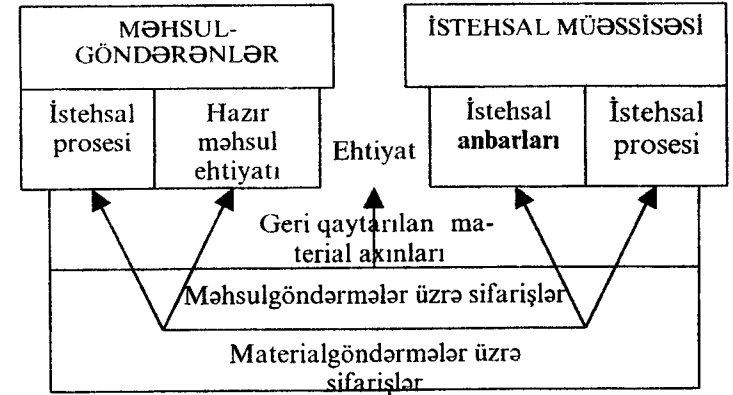 MƏHSUL-
GÖNDƏRƏNLƏR
İSTEHSAL MÜƏSSİSƏSİ
İstehsal
prosesi
Hazır
məhsul
ehtiyatı
Ehtiyat
İstehsal
anbarları
İstehsal
prosesi
Geri qaytarılan ma-
terial axınları
Məhsulgöndərmələr üzrə sifarişlər
Materialgöndərmələr üzrə
sifarişlər